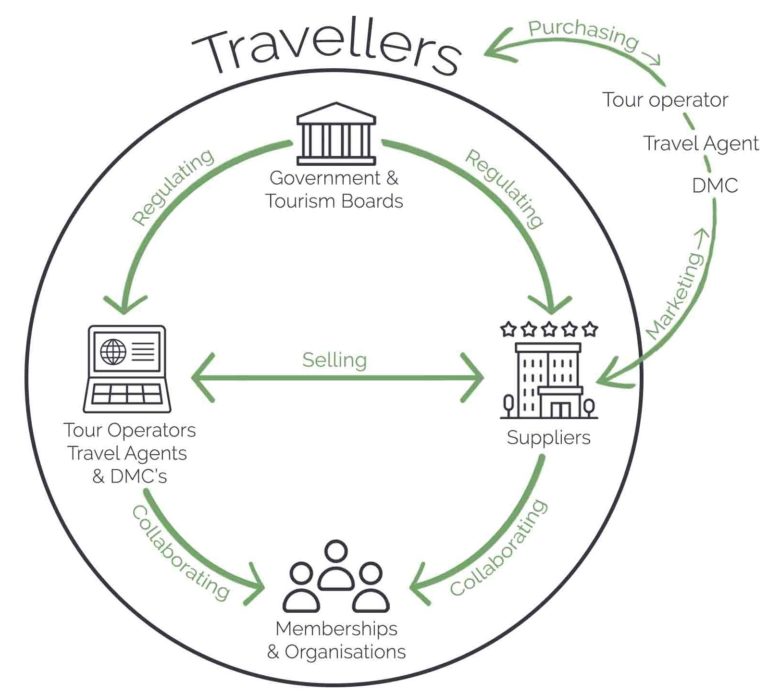 Travellers
Purchasing →
Tour operator
Travel Agent
DMC
Marketing →
Regulating
Regulating
Government &
Tourism Boards
Selling
Tour Operators
Travel Agents
& DMC's
Suppliers
Collaborating
Collaborating
Memberships
& Organisations